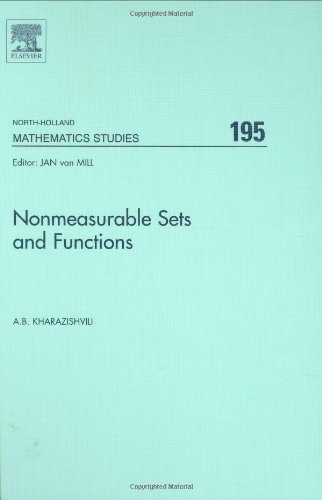 ELSEVIER
NORTH-HOLLAND
MATHEMATICS STUDIES 195
Editor: JAN van MILL
Nonmeasurable Sets
and Functions
A.B. KHARAZISHVILI